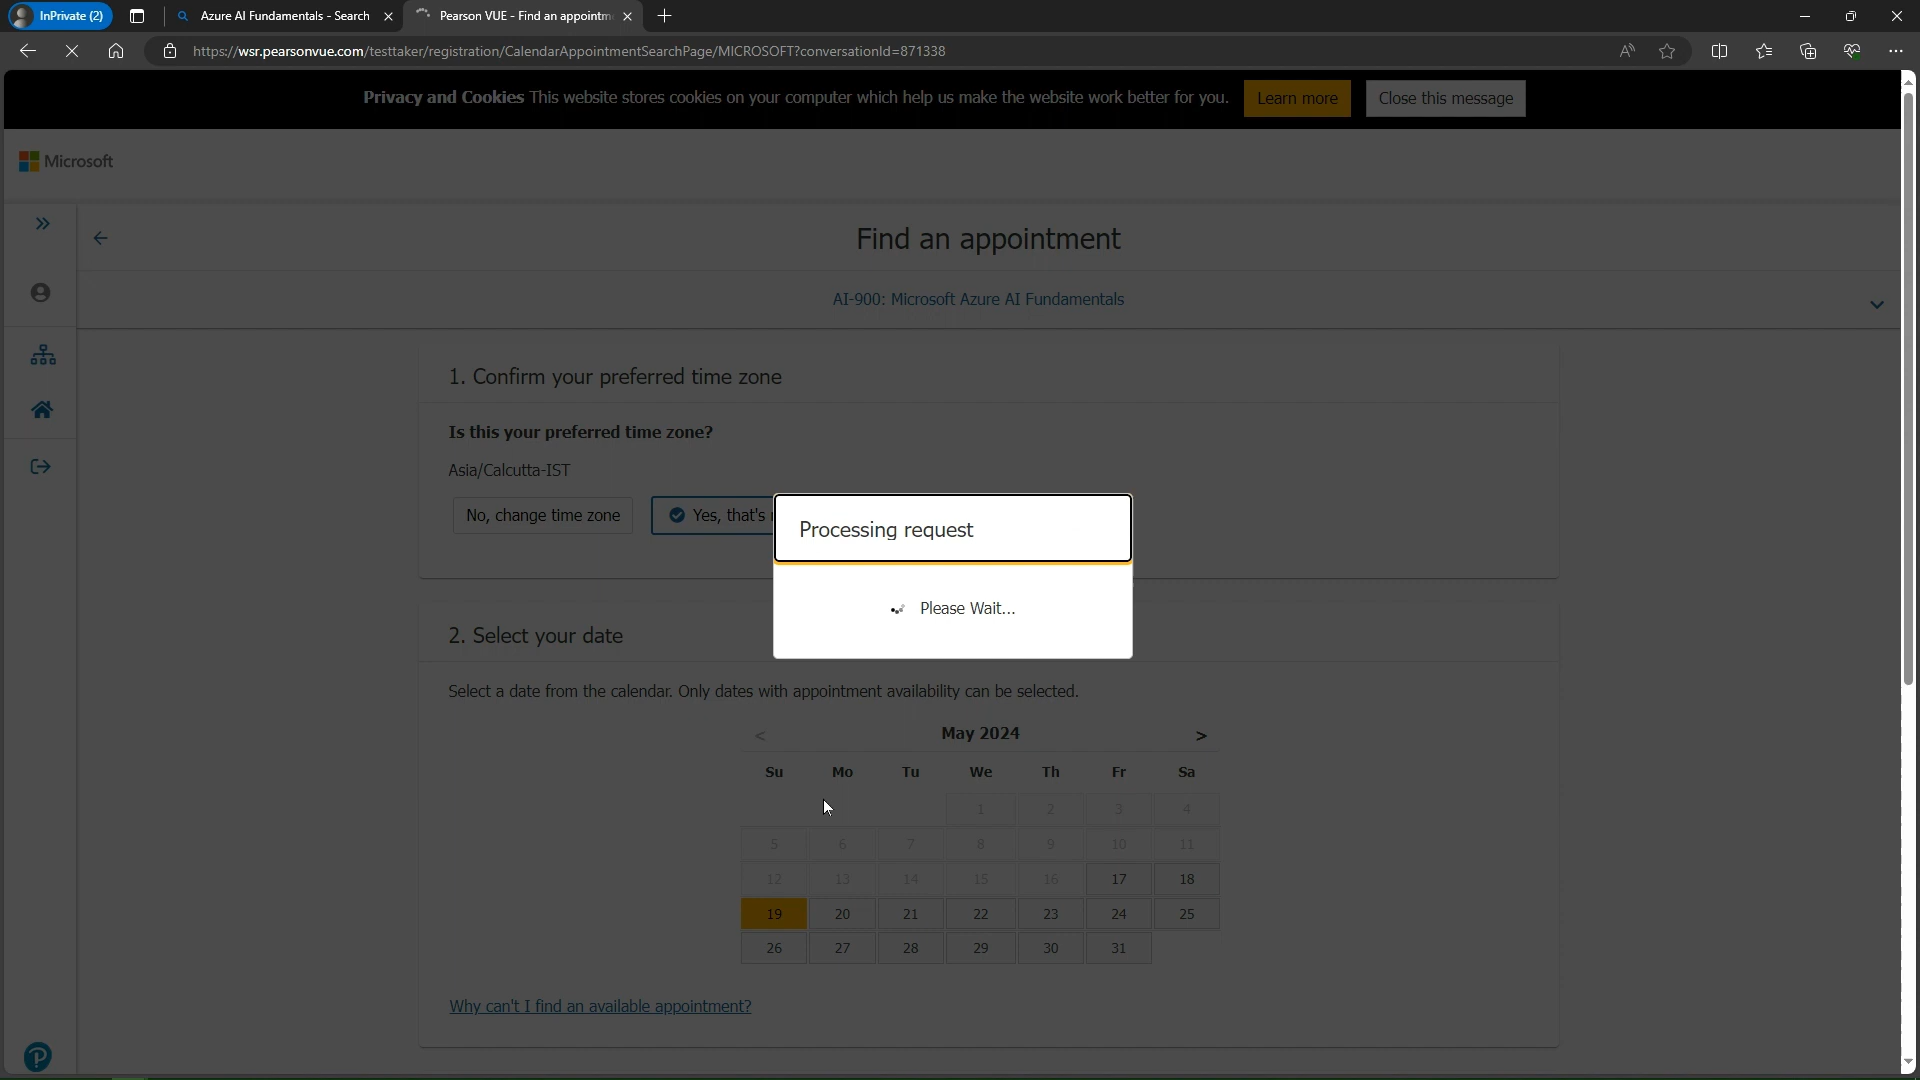 InPrivate (2)
Azure AI Fundamentals - Search
Pearson VUE - Find an appointm
https://wsr.pearsonvue.com/testtaker/registration/CalendarAppointmentSearchPage/MICROSOFT?conversationId=871338
Privacy and Cookies This website stores cookies on your computer which help us make the website work better for you.
Learn more
Close this message
Microsoft
Find an appointment
AI-900: Microsoft Azure AI Fundamentals
1. Confirm your preferred time zone
Is this your preferred time zone?
Asia/Calcutta-IST
No, change time zone
Yes, that's
Processing request
Please Wait...
2. Select your date
Select a date from the calendar. Only dates with appointment availability can be selected.
< May 2024 >
Su Mo Tu We Th Fr Sa
1 2 3 4
5 6 7 8 9 10 11
12 13 14 15 16 17 18
19 20 21 22 23 24 25
26 27 28 29 30 31
Why can't I find an available appointment?